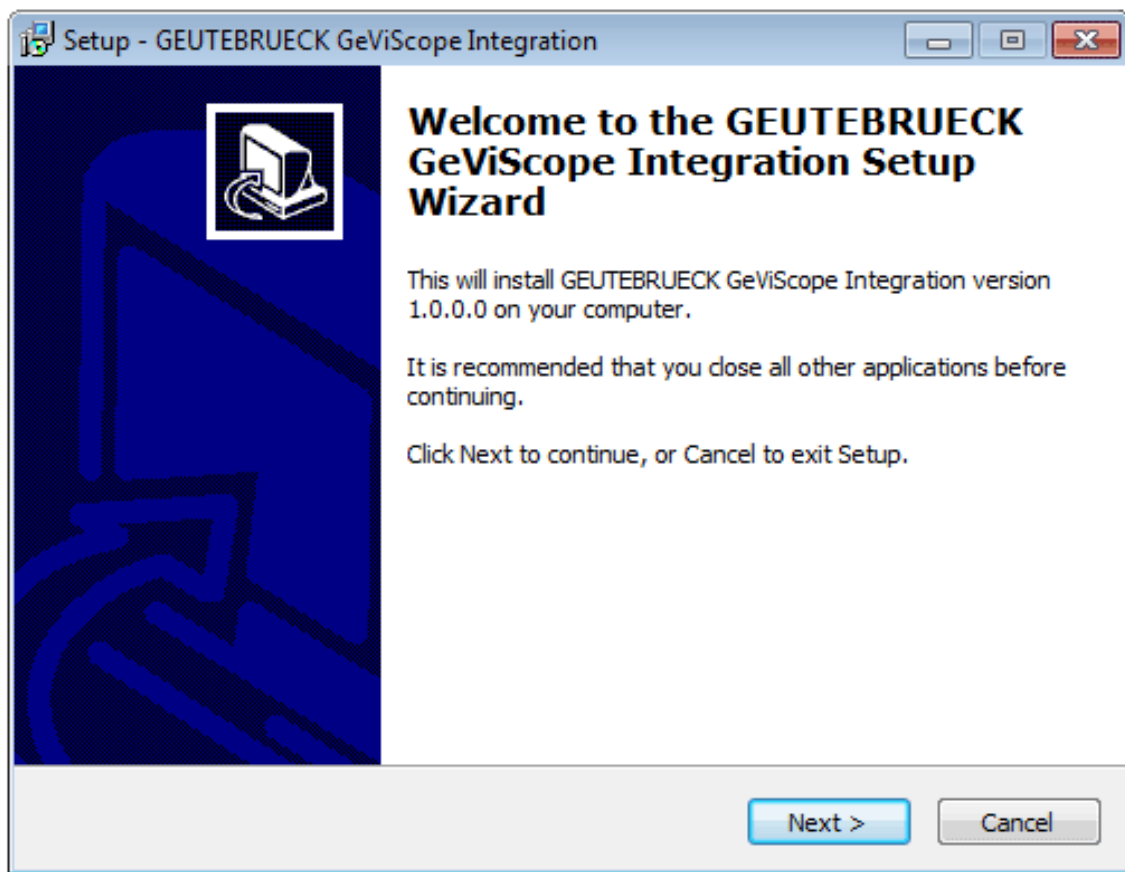 Setup - GEUTEBRUECK GeViScope Integration
Welcome to the GEUTEBRUECK
GeViScope Integration Setup
Wizard
This will install GEUTEBRUECK GeViScope Integration version
1.0.0.0 on your computer.
It is recommended that you close all other applications before
continuing.
Click Next to continue, or Cancel to exit Setup.
Next >
Cancel